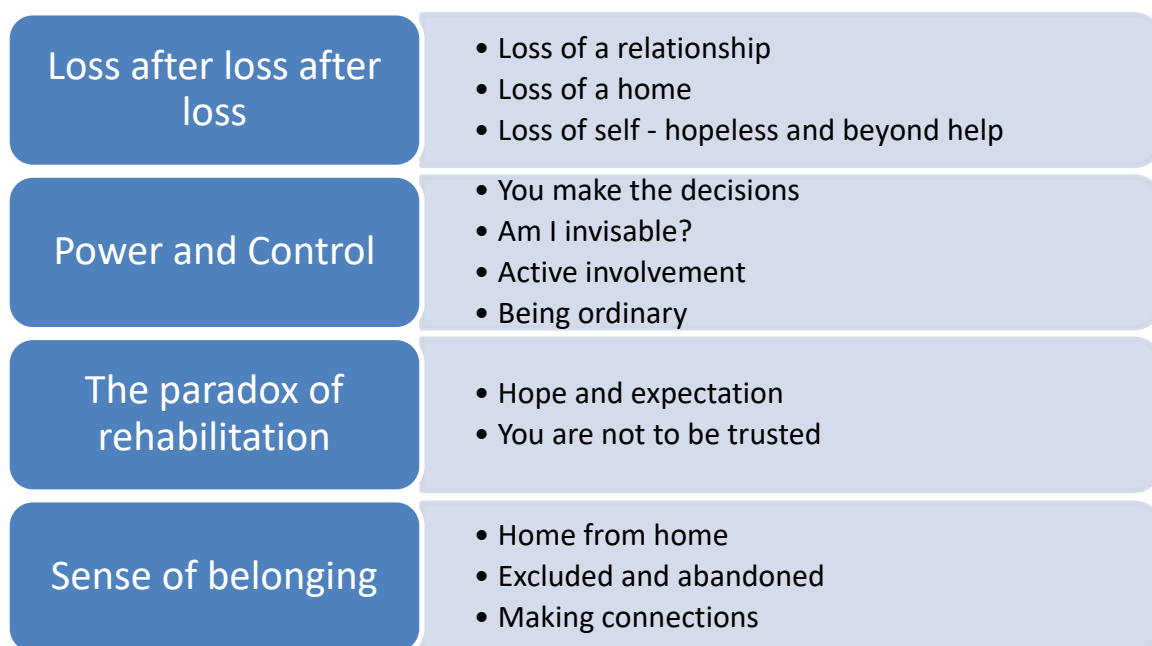 Loss after loss after
loss
• Loss of a relationship
• Loss of a home
• Loss of self - hopeless and beyond help
Power and Control
• You make the decisions
• Am I invisable?
• Active involvement
• Being ordinary
The paradox of
rehabilitation
• Hope and expectation
• You are not to be trusted
Sense of belonging
• Home from home
• Excluded and abandoned
• Making connections